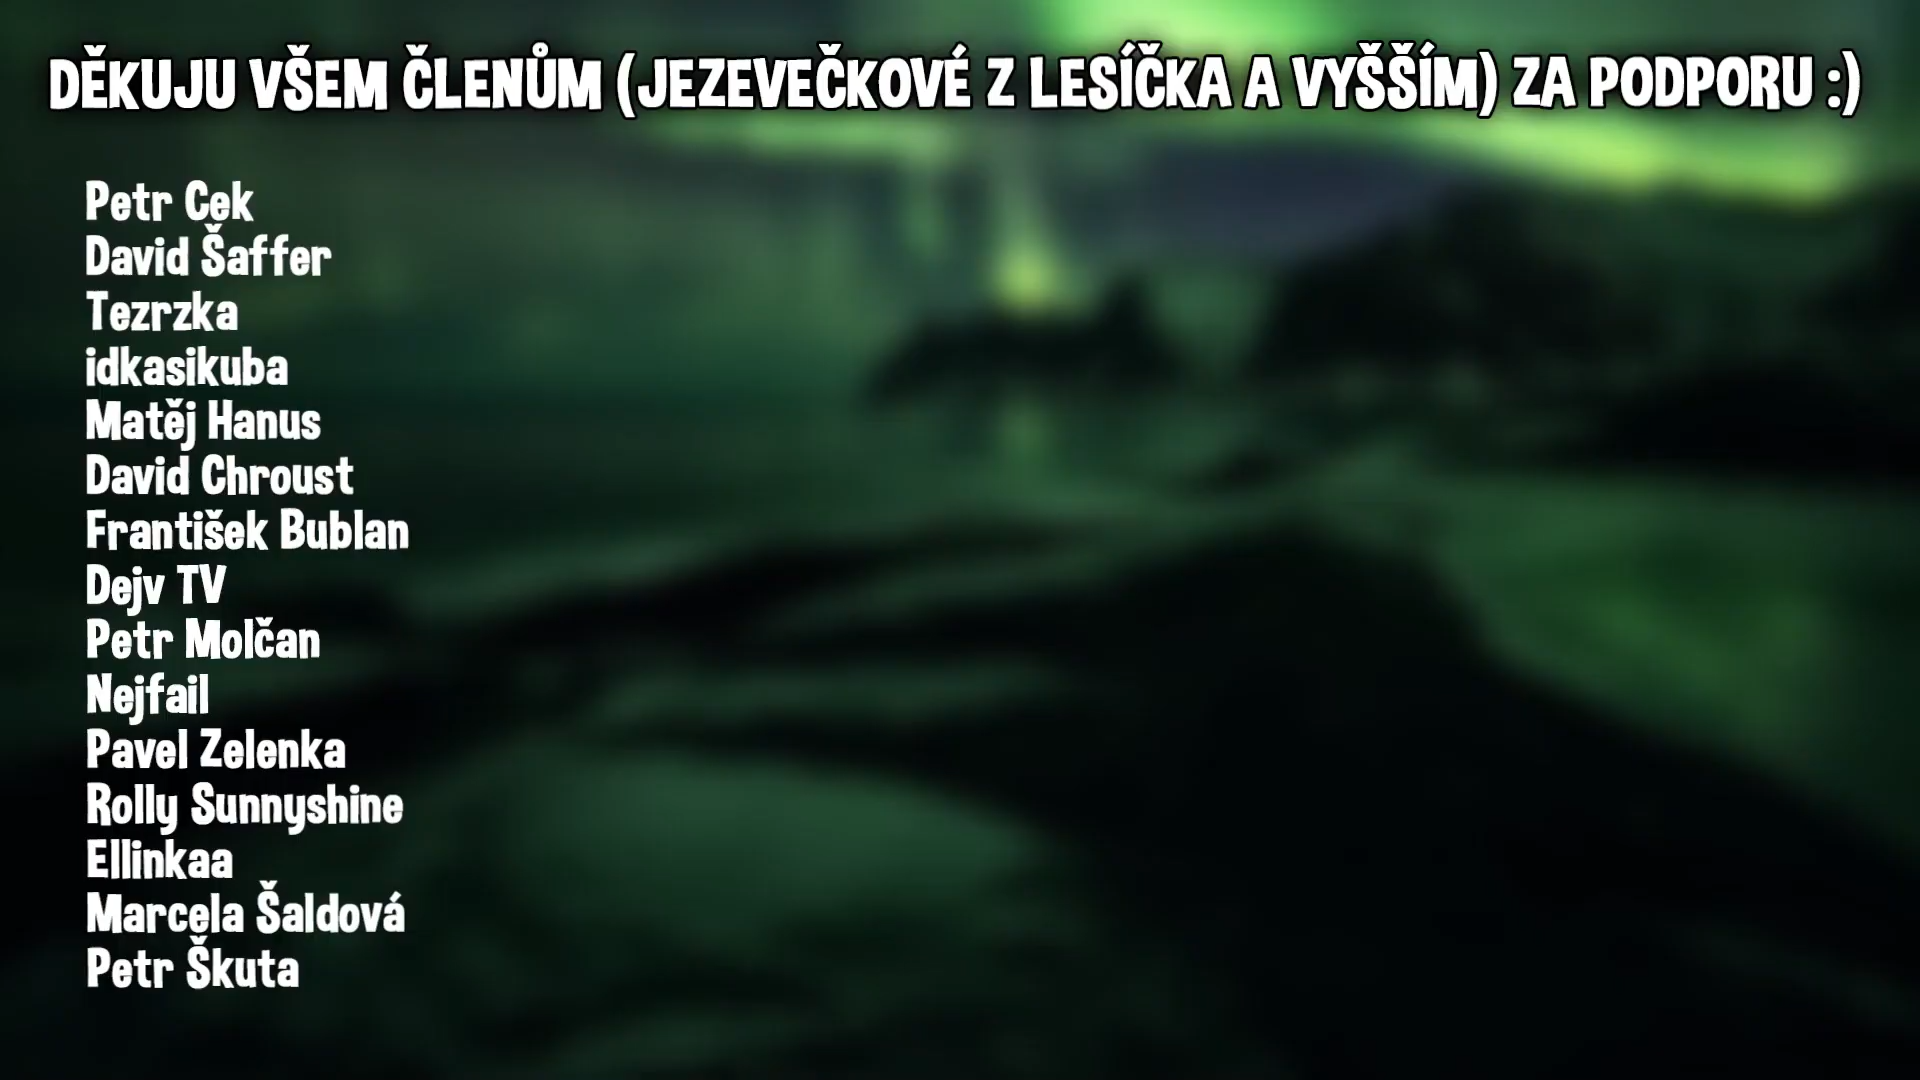 DĚKUJU VŠEM ČLENŮM (JEZEVEČKOVÉ Z LESÍČKA A VYŠŠÍM) ZA PODPORU :)
Petr Cek
David Šaffer
Tezrzka
idkasikuba
Matěj Hanus
David Chroust
František Bublan
Dejv TV
Petr Molčan
Nejfail
Pavel Zelenka
Rolly Sunnyshine
Ellinkaa
Marcela Šaldová
Petr Škuta